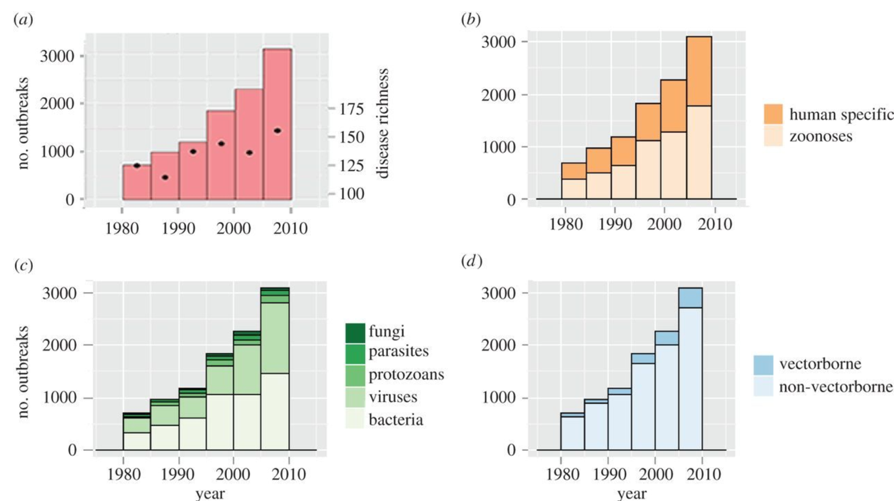 (a)
no. outbreaks
3000
2000
1000
0
1980 1990 2000 2010
175
150
125
100
disease richness
(b)
3000
2000
1000
0
1980 1990 2000 2010
human specific
zoonoses
(c)
no. outbreaks
3000
2000
1000
0
1980 1990 2000 2010
year
fungi
parasites
protozoans
viruses
bacteria
(d)
3000
2000
1000
0
1980 1990 2000 2010
year
vectorborne
non-vectorborne